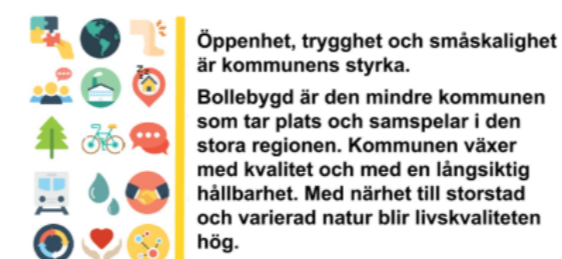 Öppenhet, trygghet och småskalighet
är kommunens styrka.
Bollebygd är den mindre kommunen
som tar plats och samspelar i den
stora regionen. Kommunen växer
med kvalitet och med en långsiktig
hållbarhet. Med närhet till storstad
och varierad natur blir livskvaliteten
hög.